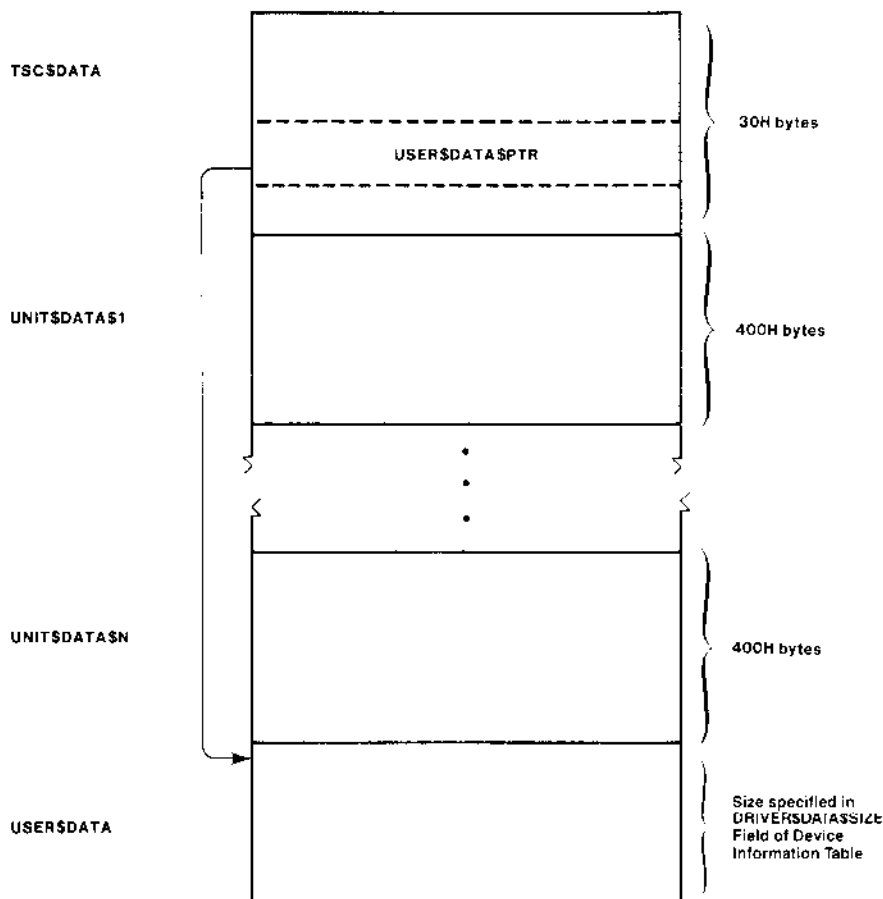 TSC$DATA
30H bytes
USER$DATA$PTR
UNIT$DATA$1
400H bytes
UNIT$DATA$N
400H bytes
USER$DATA
Size specified in
DRIVER$DATA$SIZE
Field of Device
Information Table